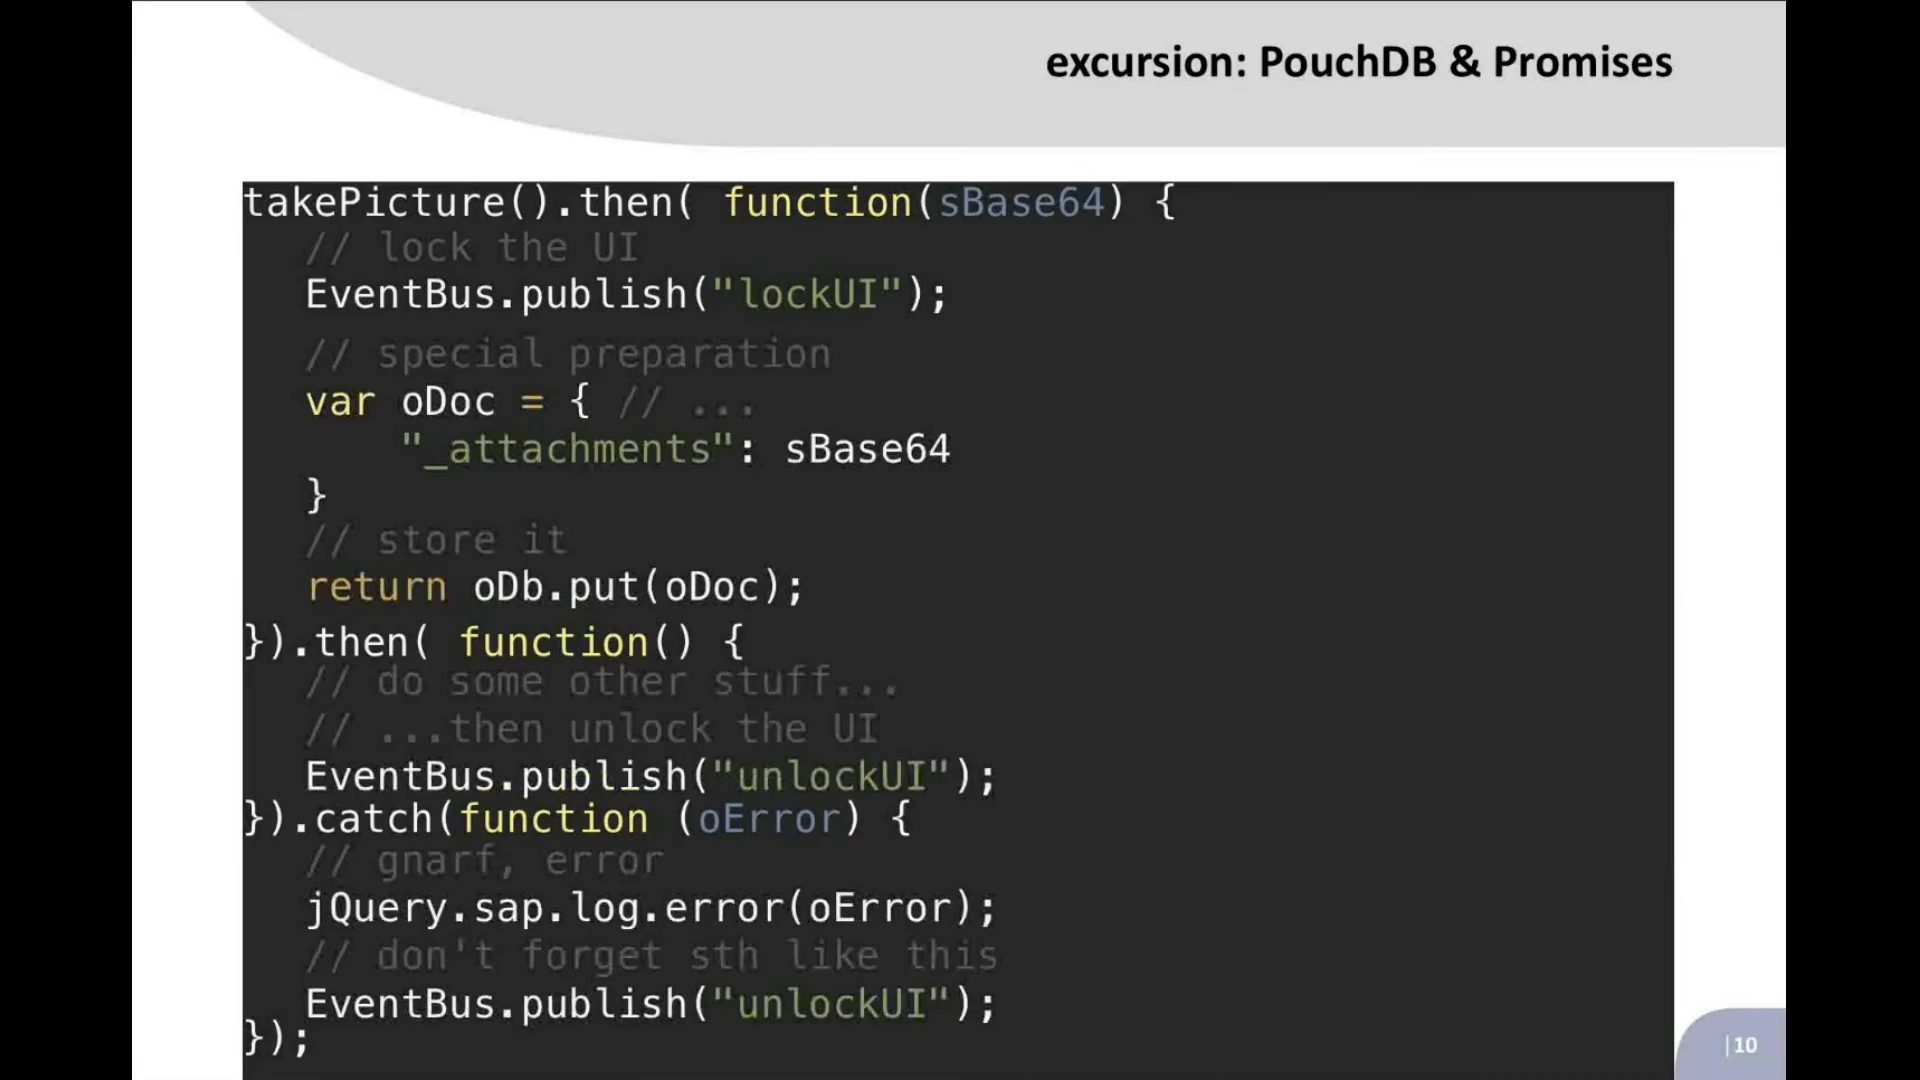 excursion: PouchDB & Promises
takePicture().then( function(sBase64) {
// lock the UI
EventBus.publish("lockUI");
// special preparation
var oDoc = { // ...
"_attachments": sBase64
}
// store it
return oDb.put(oDoc);
}).then( function() {
// do some other stuff...
// ...then unlock the UI
EventBus.publish("unlockUI");
}).catch(function (oError) {
// gnarf, error
jQuery.sap.log.error(oError);
// don't forget sth like this
EventBus.publish("unlockUI");
});
|10